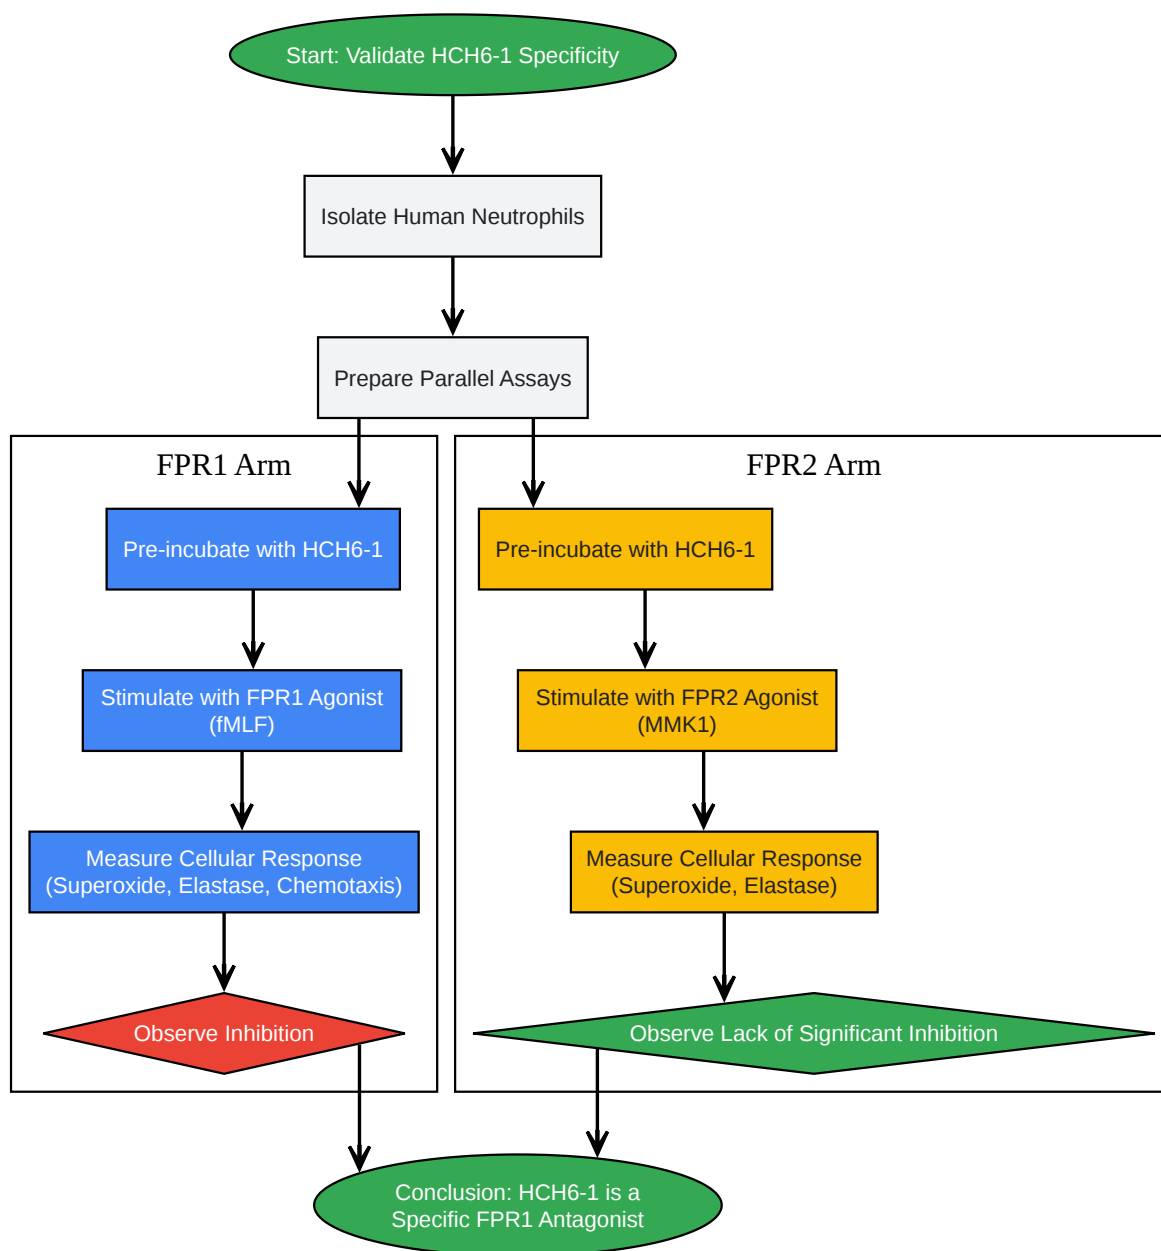 Start: Validate HCH6-1 Specificity
Isolate Human Neutrophils
Prepare Parallel Assays
FPR1 Arm
Pre-incubate with HCH6-1
Stimulate with FPR1 Agonist
(fMLF)
Measure Cellular Response
(Superoxide, Elastase, Chemotaxis)
Observe Inhibition
FPR2 Arm
Pre-incubate with HCH6-1
Stimulate with FPR2 Agonist
(MMK1)
Measure Cellular Response
(Superoxide, Elastase)
Observe Lack of Significant Inhibition
Conclusion: HCH6-1 is a
Specific FPR1 Antagonist